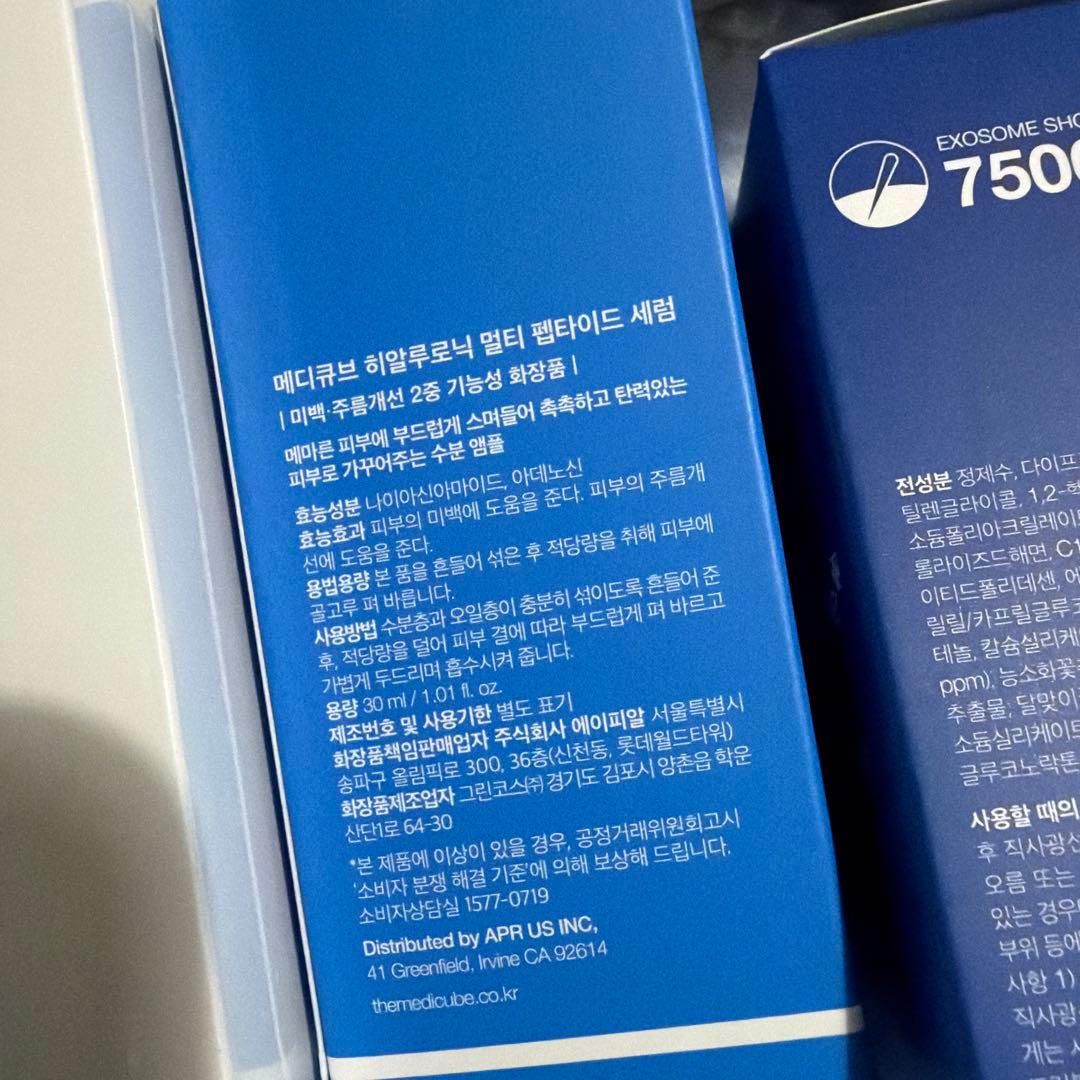 메디큐브 히알루로닉 멀티 펩타이드 세럼
| 미백·주름개선 2중 기능성 화장품 |
메마른 피부에 부드럽게 스며들어 촉촉하고 탄력있는
피부로 가꾸어주는 수분 앰플
효능성분 나이아신아마이드, 아데노신
효능효과 피부의 미백에 도움을 준다. 피부의 주름개
선에 도움을 준다.
용법용량 본 품을 흔들어 섞은 후 적당량을 취해 피부에
골고루 펴 바릅니다.
사용방법 수분층과 오일층이 충분히 섞이도록 흔들어 준
후, 적당량을 덜어 피부 결에 따라 부드럽게 펴 바르고
가볍게 두드리며 흡수시켜 줍니다.
용량 30 ml / 1.01 fl. oz.
제조번호 및 사용기한 별도 표기
화장품책임판매업자 주식회사 에이피알 서울특별시
송파구 올림픽로 300, 36층(신천동, 롯데월드타워)
화장품제조업자 그린코스㈜ 경기도 김포시 양촌읍 학운
산단1로 64-30
*본 제품에 이상이 있을 경우, 공정거래위원회고시
'소비자 분쟁 해결 기준'에 의해 보상해 드립니다.
소비자상담실 1577-0719
Distributed by APR US INC,
41 Greenfield, Irvine CA 92614
themedicube.co.kr
EXOSOME
7500
전성분 정제수,
틸렌글라이콜, 1,2-
소듐폴리아크릴레이
롤라이즈드해면,
이티드폴리데센,
릴릴/카프릴글루
테놀, 칼슘실리케
ppm), 능소화꽃
추출물, 달맞이
소듐실리케이트
글루코노락톤
사용할 때의
후 직사광선
오름 또는
있는 경우
부위 등에
사항 1)
직사광
게는